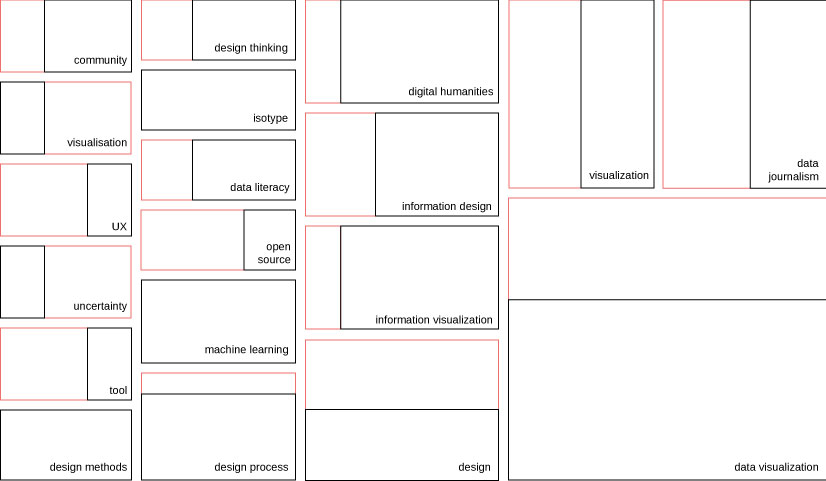 community
visualisation
UX
uncertainty
tool
design methods
design thinking
isotype
data literacy
open
source
machine learning
design process
digital humanities
information design
information visualization
design
visualization
data
journalism
data visualization